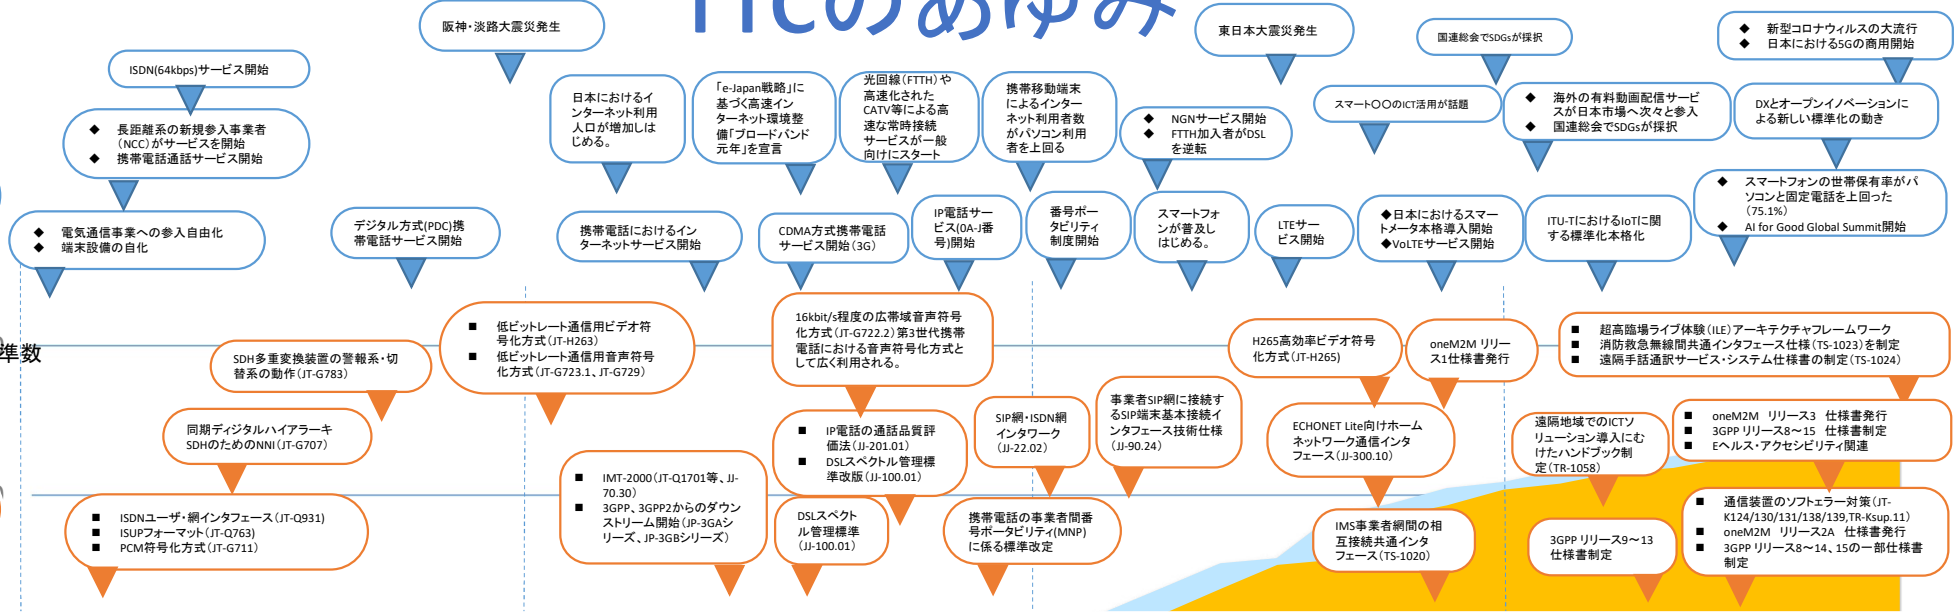 TTCのあゆみ
阪神・淡路大震災発生
東日本大震災発生
国連総会でSDGsが採択
◆ 新型コロナウィルスの大流行
◆ 日本における5Gの商用開始
ISDN(64kbps)サービス開始
日本におけるイ
ンターネット利用
人口が増加しは
じめる。
「e-Japan戦略」に
基づく高速イン
ターネット環境整
備「ブロードバンド
元年」を宣言
光回線(FTTH)や
高速化された
CATV等による高
速な常時接続
サービスが一般
向けにスタート
携帯移動端末
によるインター
ネット利用者数
がパソコン利用
者を上回る
◆ NGNサービス開始
◆ FTTH加入者がDSL
を逆転
スマート〇〇のICT活用が話題
◆ 海外の有料動画配信サービ
スが日本市場へ次々と参入
◆ 国連総会でSDGsが採択
DXとオープンイノベーションに
よる新しい標準化の動き
◆ 長距離系の新規参入事業者
(NCC)がサービスを開始
◆ 携帯電話通話サービス開始
◆ スマートフォンの世帯保有率がパ
ソコンと固定電話を上回った
(75.1%)
◆ AI for Good Global Summit開始
◆ 電気通信事業への参入自由化
◆ 端末設備の自化
デジタル方式(PDC)携
帯電話サービス開始
携帯電話におけるイン
ターネットサービス開始
CDMA方式携帯電話
サービス開始(3G)
IP電話サー
ビス(0A-J番
号)開始
番号ポー
タビリティ
制度開始
スマートフォ
ンが普及し
はじめる。
LTEサー
ビス開始
◆日本におけるスマー
トメータ本格導入開始
◆VoLTEサービス開始
ITU-TにおけるIoTに関
する標準化本格化
準数
SDH多重変換装置の警報系・切
替系の動作(JT-G783)
■ 低ビットレート通信用ビデオ符
号化方式(JT-H263)
■ 低ビットレート通信用音声符号
化方式(JT-G723.1、JT-G729)
16kbit/s程度の広帯域音声符号
化方式(JT-G722.2)第3世代携帯
電話における音声符号化方式と
して広く利用される。
H265高効率ビデオ符号
化方式(JT-H265)
oneM2M リリー
ス1仕様書発行
■ 超高臨場ライブ体験(ILE)アーキテクチャフレームワーク
■ 消防救急無線間共通インタフェース仕様(TS-1023)を制定
■ 遠隔手話通訳サービス・システム仕様書の制定(TS-1024)
同期ディジタルハイアラーキ
SDHのためのNNI(JT-G707)
■ IP電話の通話品質評
価法(JJ-201.01)
■ DSLスペクトル管理標
準改版(JJ-100.01)
SIP網・ISDN網
インタワーク
(JJ-22.02)
事業者SIP網に接続す
るSIP端末基本接続イ
ンタフェース技術仕様
(JJ-90.24)
ECHONET Lite向けホーム
ネットワーク通信インタ
フェース(JJ-300.10)
遠隔地域でのICTソ
リューション導入にむ
けたハンドブック制
定(TR-1058)
■ oneM2M リリース3 仕様書発行
■ 3GPP リリース8～15 仕様書制定
■ Eヘルス・アクセシビリティ関連
■ ISDNユーザ・網インタフェース(JT-Q931)
■ ISUPフォーマット(JT-Q763)
■ PCM符号化方式(JT-G711)
■ IMT-2000(JT-Q1701等、JJ-
70.30)
■ 3GPP、3GPP2からのダウン
ストリーム開始(JP-3GAシ
リーズ、JP-3GBシリーズ)
DSLスペクト
ル管理標準
(JJ-100.01)
携帯電話の事業者間番
号ポータビリティ(MNP)
に係る標準改定
IMS事業者網間の相
互接続共通インタ
フェース(TS-1020)
3GPP リリース9～13
仕様書制定
■ 通信装置のソフトエラー対策(JT-
K124/130/131/138/139,TR-Ksup.11)
■ oneM2M リリース2A 仕様書発行
■ 3GPP リリース8～14、15の一部仕様書
制定